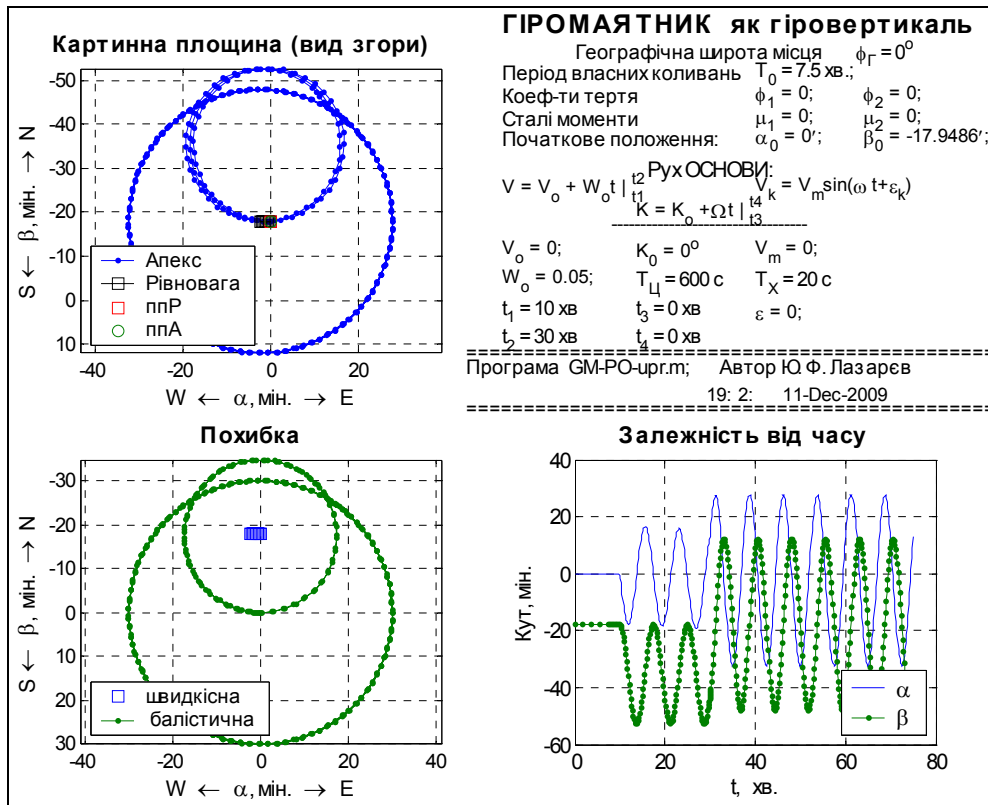 Картинна площина (вид згори)
-50
-40
-30
-20
-10
0
10
S ← β, мін. → N
Апекс
Рівновага
ппР
ппА
-40 -20 0 20
W ← α, мін. → E
ГІРОМАЯТНИК як гіровертикаль
Географічна широта місця φГ = 0°
Період власних коливань T0 = 7.5 хв.;
Коеф-ти тертя φ1 = 0; φ2 = 0;
Сталі моменти μ1 = 0; μ2 = 0;
Початкове положення: α0 = 0′; β0 = -17.9486′;
Рух ОСНОВИ:
V = Vo + Wot |t1t2 Vk = Vmsin(ω t+εk)
K = Ko +Ωt |t3t4
-----------------------------------
Vo = 0; K0 = 0° Vm = 0;
Wo = 0.05; TЦ = 600 c TX = 20 c
t1 = 10 хв t3 = 0 хв ε = 0;
t2 = 30 хв t4 = 0 хв
=============================================
Програма GM-PO-upr.m; Автор Ю. Ф. Лазарєв
19: 2: 11-Dec-2009
=============================================
Похибка
-30
-20
-10
0
10
20
30
S ← β, мін. → N
швидкісна
балістична
-40 -20 0 20 40
W ← α, мін. → E
Залежність від часу
40
20
0
-20
-40
-60
Кут, мін.
α
β
0 20 40 60 80
t, хв.